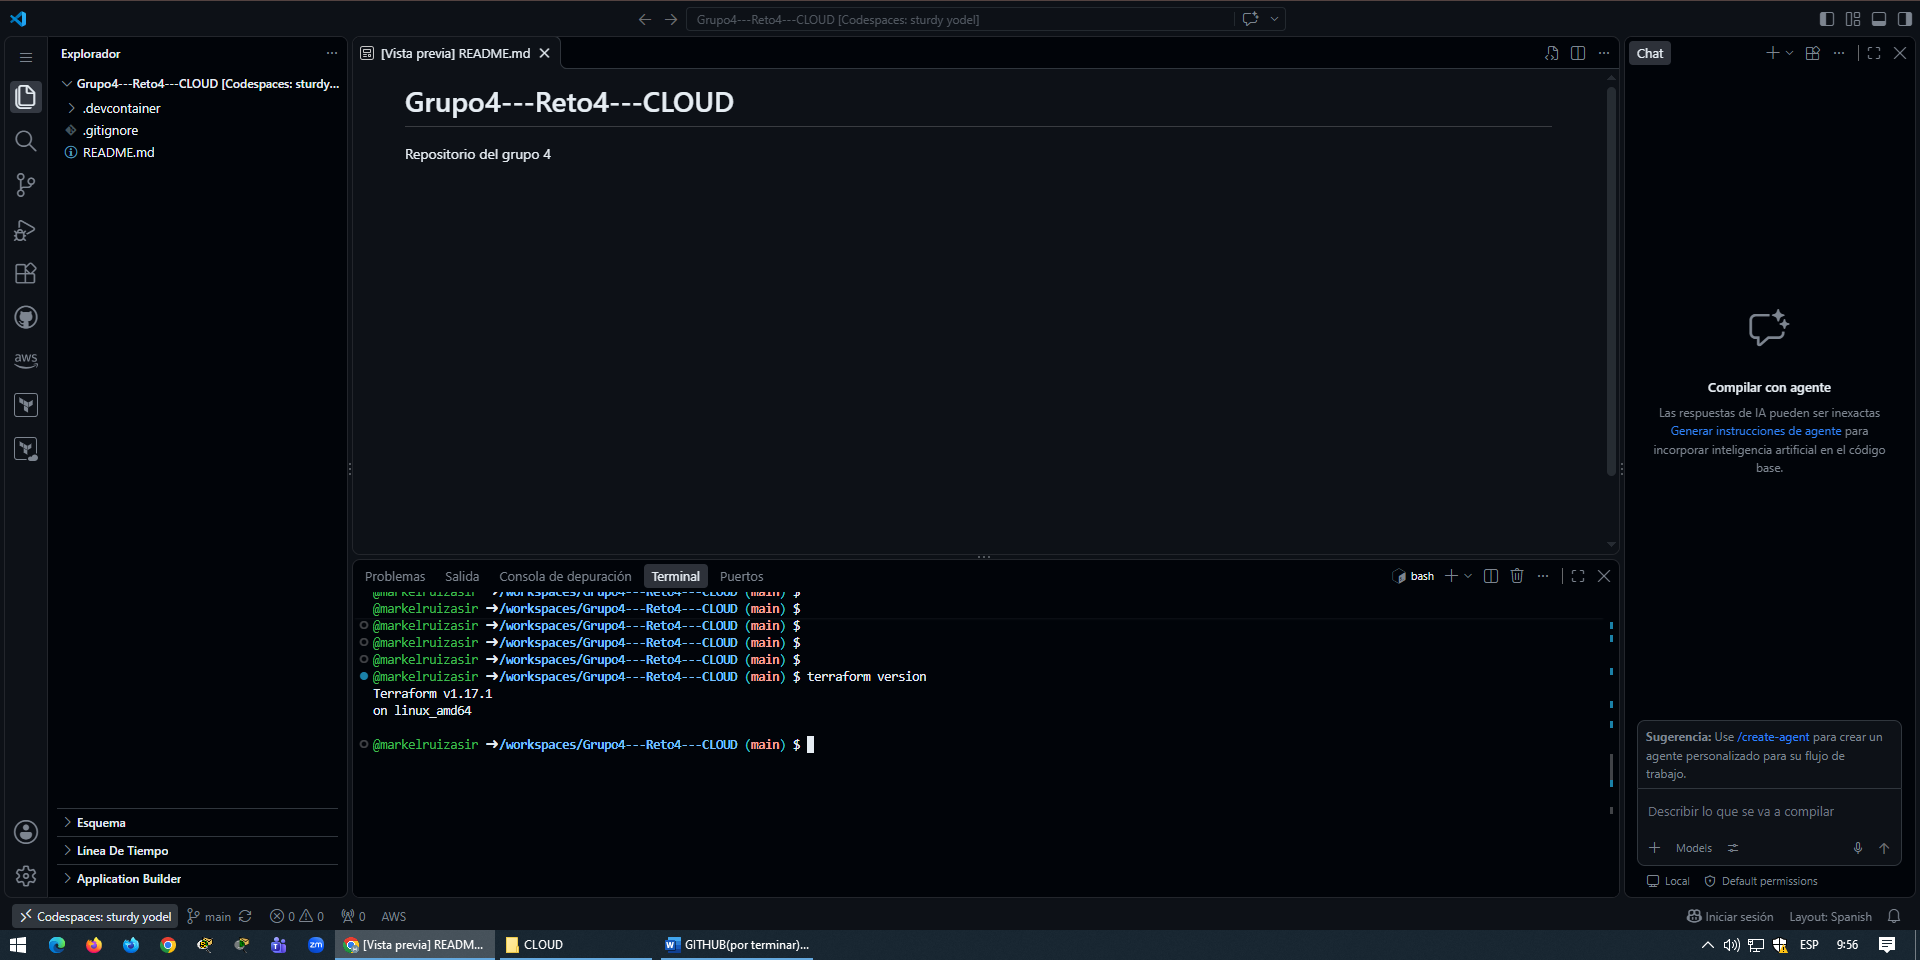 Grupo4---Reto4---CLOUD [Codespaces: sturdy yodel]
Explorador
Grupo4---Reto4---CLOUD [Codespaces: sturdy...
.devcontainer
.gitignore
README.md
aws
Esquema
Línea De Tiempo
Application Builder
[Vista previa] README.md
Grupo4---Reto4---CLOUD
Repositorio del grupo 4
Problemas Salida Consola de depuración Terminal Puertos
bash
@markelruizasir ➜/workspaces/Grupo4---Reto4---CLOUD (main) $
@markelruizasir ➜/workspaces/Grupo4---Reto4---CLOUD (main) $
@markelruizasir ➜/workspaces/Grupo4---Reto4---CLOUD (main) $
@markelruizasir ➜/workspaces/Grupo4---Reto4---CLOUD (main) $
@markelruizasir ➜/workspaces/Grupo4---Reto4---CLOUD (main) $
@markelruizasir ➜/workspaces/Grupo4---Reto4---CLOUD (main) $ terraform version
Terraform v1.17.1
on linux_amd64
@markelruizasir ➜/workspaces/Grupo4---Reto4---CLOUD (main) $
Chat
Compilar con agente
Las respuestas de IA pueden ser inexactas
Generar instrucciones de agente para
incorporar inteligencia artificial en el código
base.
Sugerencia: Use /create-agent para crear un
agente personalizado para su flujo de
trabajo.
Describir lo que se va a compilar
Models
Local Default permissions
Codespaces: sturdy yodel main 0 0 0 AWS
Iniciar sesión Layout: Spanish
zm
[Vista previa] READM... CLOUD GITHUB(por terminar)...
ESP 9:56